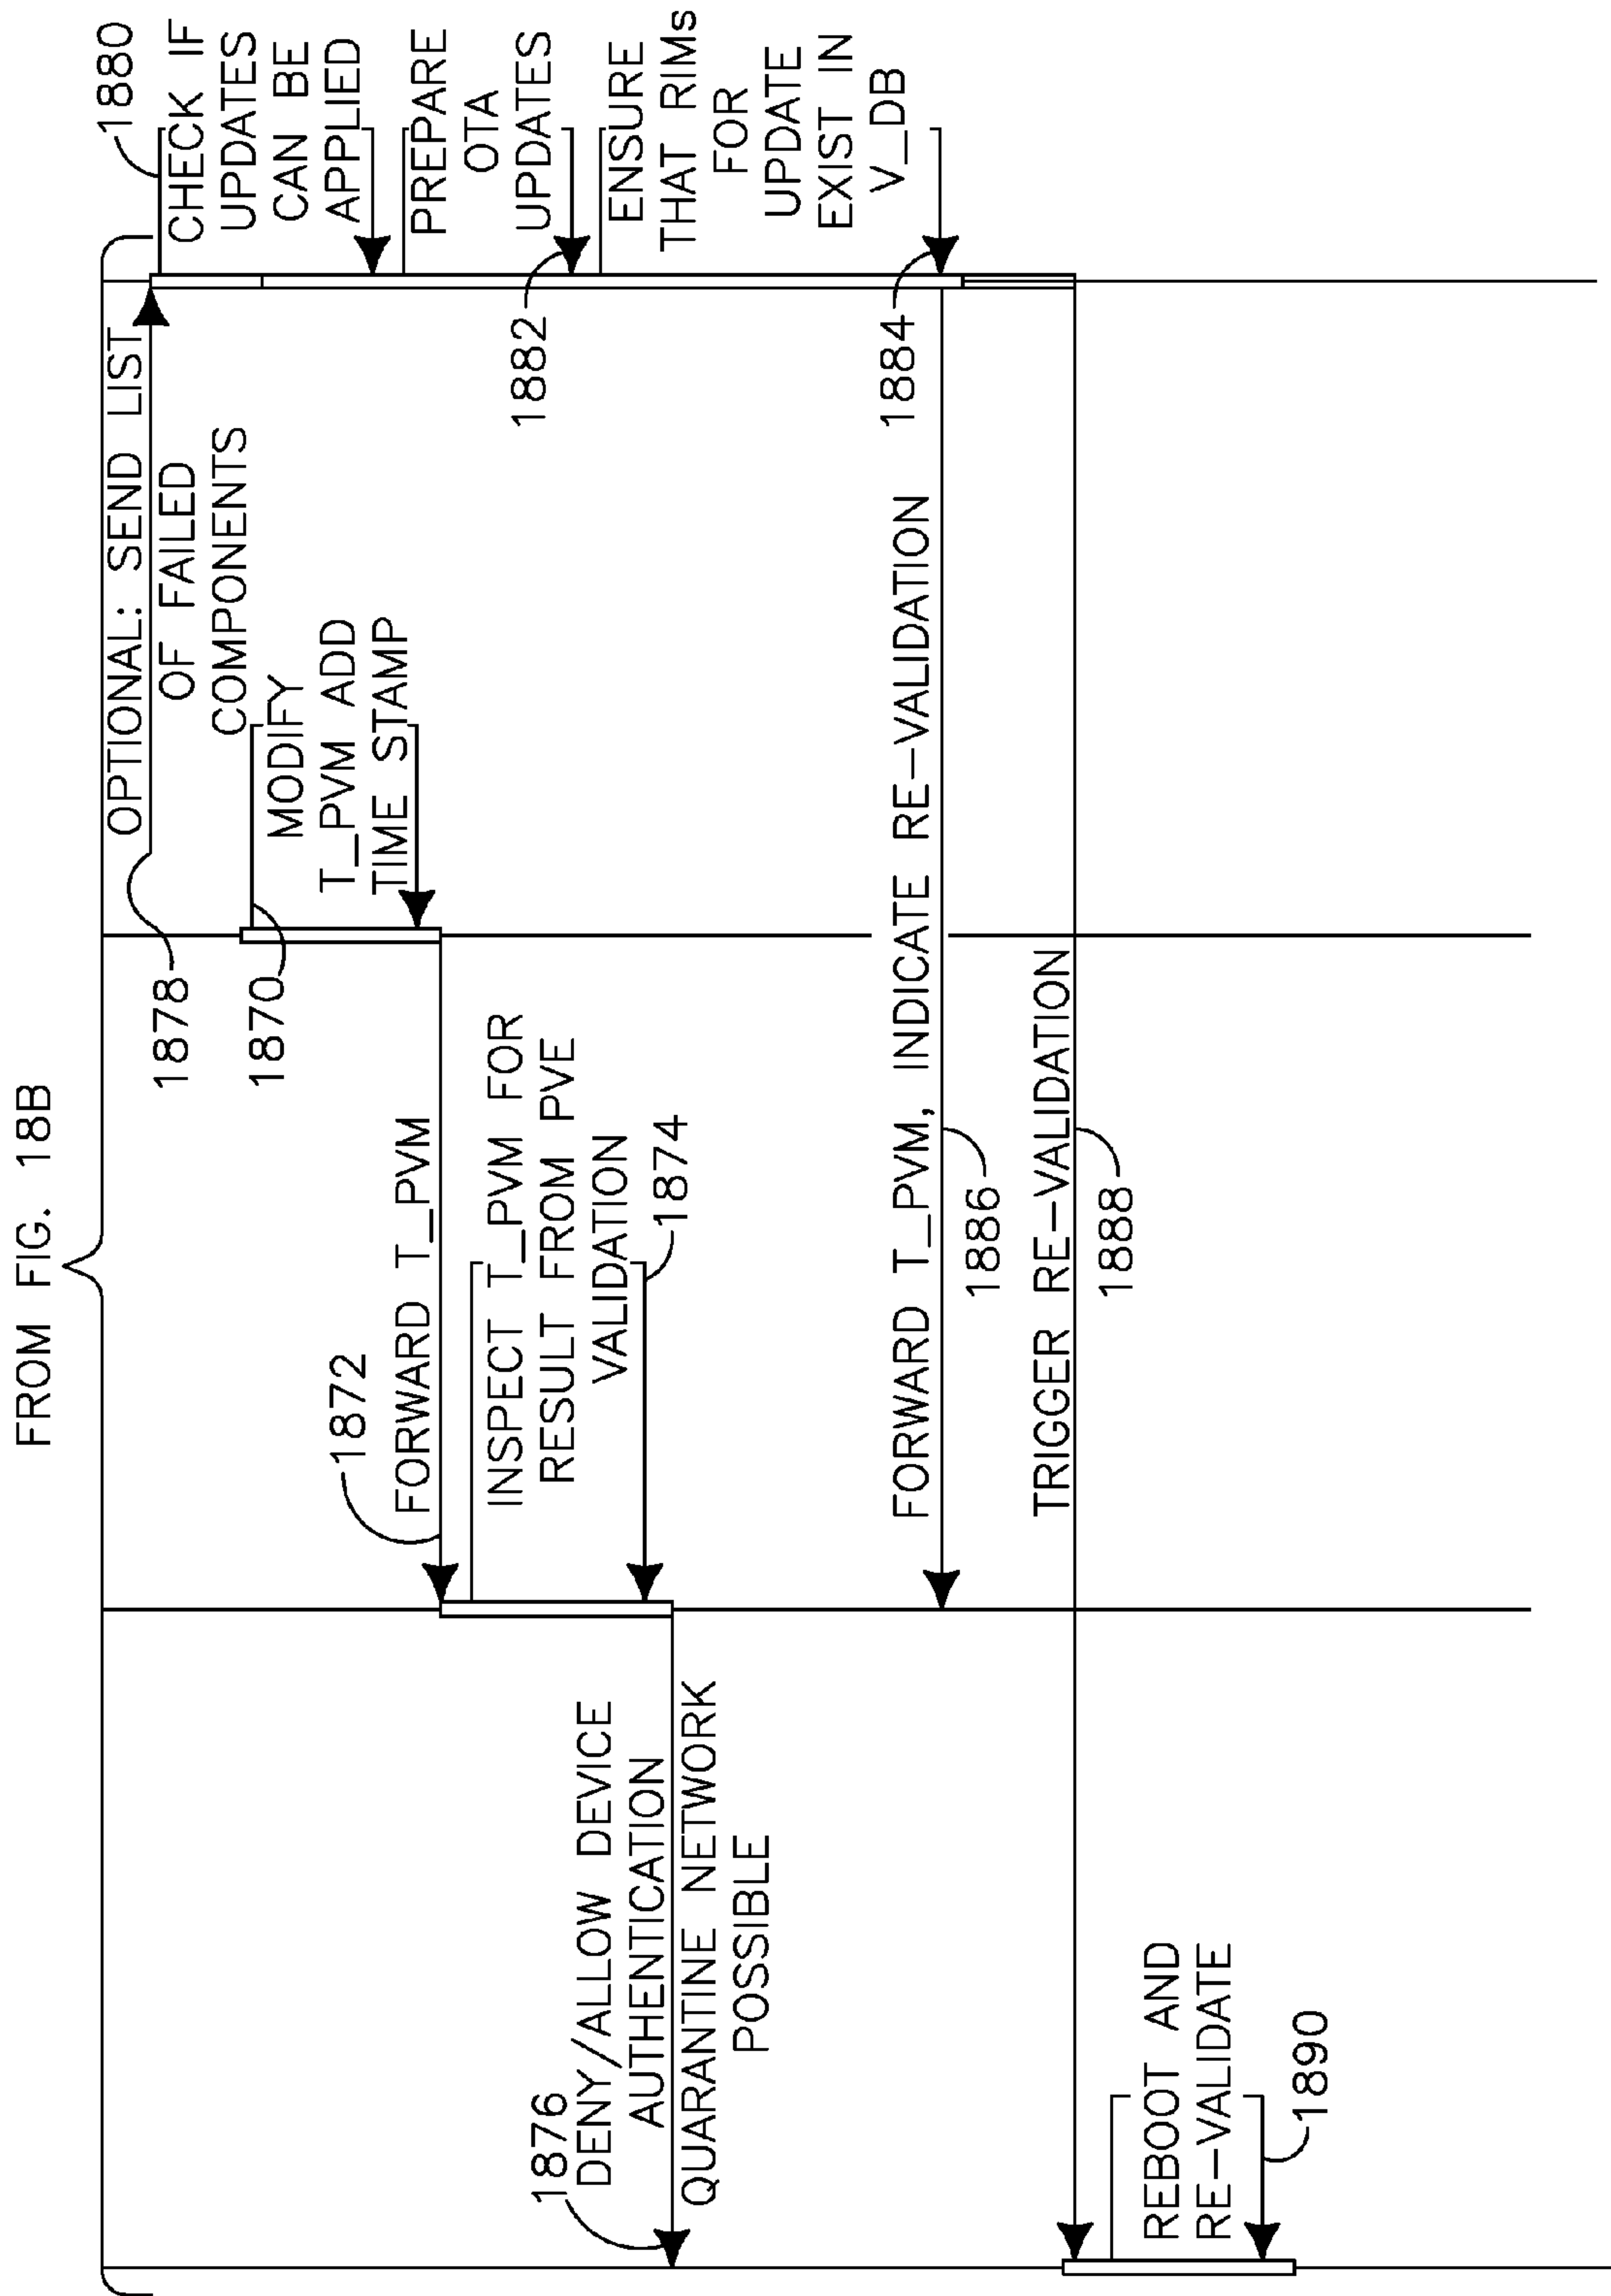 FROM FIG. 18B
1878
OPTIONAL: SEND LIST
OF FAILED
COMPONENTS
1880
CHECK IF
UPDATES
CAN BE
APPLIED
1870
MODIFY
T_PVM ADD
TIME STAMP
1872
FORWARD T_PVM
PREPARE
OTA
UPDATES
1882
INSPECT T_PVM FOR
RESULT FROM PVE
VALIDATION
1874
ENSURE
THAT RIMs
FOR
UPDATE
EXIST IN
V_DB
1884
1876
DENY/ALLOW DEVICE
AUTHENTICATION
QUARANTINE NETWORK
POSSIBLE
FORWARD T_PVM, INDICATE RE-VALIDATION
1886
TRIGGER RE-VALIDATION
1888
REBOOT AND
RE-VALIDATE
1890